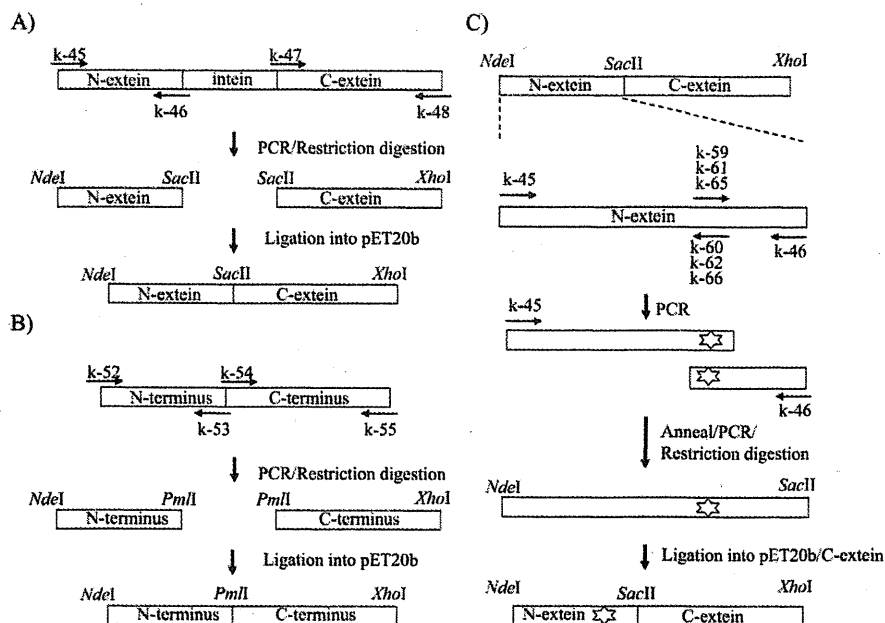 A)
k-45
k-47
N-extein
intein
C-extein
k-46
k-48
PCR/Restriction digestion
NdeI
SacII
SacII
XhoI
N-extein
C-extein
Ligation into pET20b
NdeI
SacII
XhoI
N-extein
C-extein
B)
k-52
k-54
N-terminus
C-terminus
k-53
k-55
PCR/Restriction digestion
NdeI
PmlI
PmlI
XhoI
N-terminus
C-terminus
Ligation into pET20b
NdeI
PmlI
XhoI
N-terminus
C-terminus
C)
NdeI
SacII
XhoI
N-extein
C-extein
k-59
k-61
k-65
k-45
N-extein
k-60
k-62
k-66
k-46
PCR
k-45
k-46
Anneal/PCR/
Restriction digestion
NdeI
SacII
Ligation into pET20b/C-extein
NdeI
SacII
XhoI
N-extein
C-extein